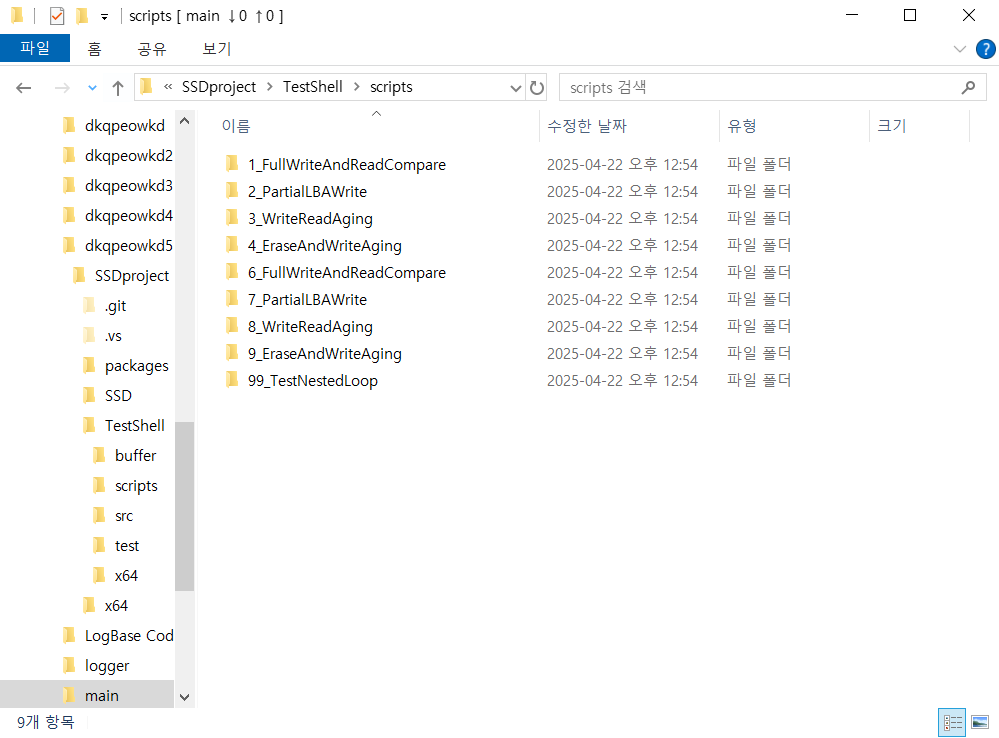 scripts [ main ↓0 ↑0 ]
파일 홈 공유 보기
« SSDproject > TestShell > scripts
scripts 검색
dkqpeowkd
dkqpeowkd2
dkqpeowkd3
dkqpeowkd4
dkqpeowkd5
SSDproject
.git
.vs
packages
SSD
TestShell
buffer
scripts
src
test
x64
x64
LogBase Cod
logger
main
이름 수정한 날짜 유형 크기
1_FullWriteAndReadCompare 2025-04-22 오후 12:54 파일 폴더
2_PartialLBAWrite 2025-04-22 오후 12:54 파일 폴더
3_WriteReadAging 2025-04-22 오후 12:54 파일 폴더
4_EraseAndWriteAging 2025-04-22 오후 12:54 파일 폴더
6_FullWriteAndReadCompare 2025-04-22 오후 12:54 파일 폴더
7_PartialLBAWrite 2025-04-22 오후 12:54 파일 폴더
8_WriteReadAging 2025-04-22 오후 12:54 파일 폴더
9_EraseAndWriteAging 2025-04-22 오후 12:54 파일 폴더
99_TestNestedLoop 2025-04-22 오후 12:54 파일 폴더
9개 항목